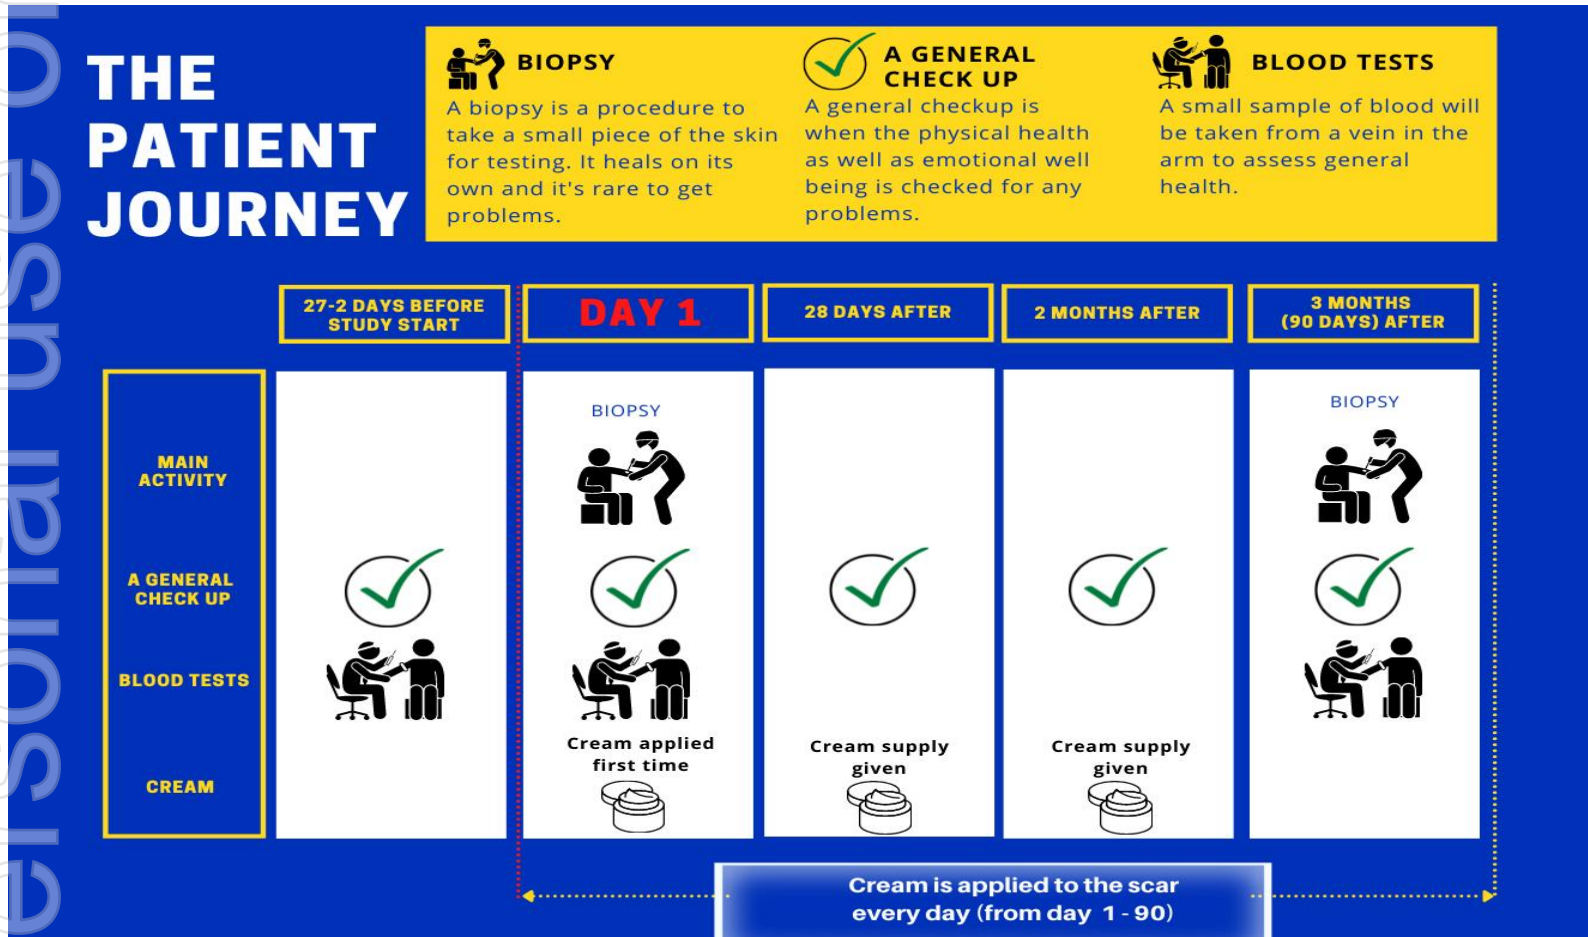 THE
PATIENT
JOURNEY
BIOPSY
A biopsy is a procedure to
take a small piece of the skin
for testing. It heals on its
own and it's rare to get
problems.
A GENERAL
CHECK UP
A general checkup is
when the physical health
as well as emotional well
being is checked for any
problems.
BLOOD TESTS
A small sample of blood will
be taken from a vein in the
arm to assess general
health.
27-2 DAYS BEFORE
STUDY START
DAY 1
28 DAYS AFTER
2 MONTHS AFTER
3 MONTHS
(90 DAYS) AFTER
MAIN
ACTIVITY
BIOPSY
BIOPSY
A GENERAL
CHECK UP
BLOOD TESTS
CREAM
Cream applied
first time
Cream supply
given
Cream supply
given
Cream is applied to the scar
every day (from day 1 - 90)
ersonal use o